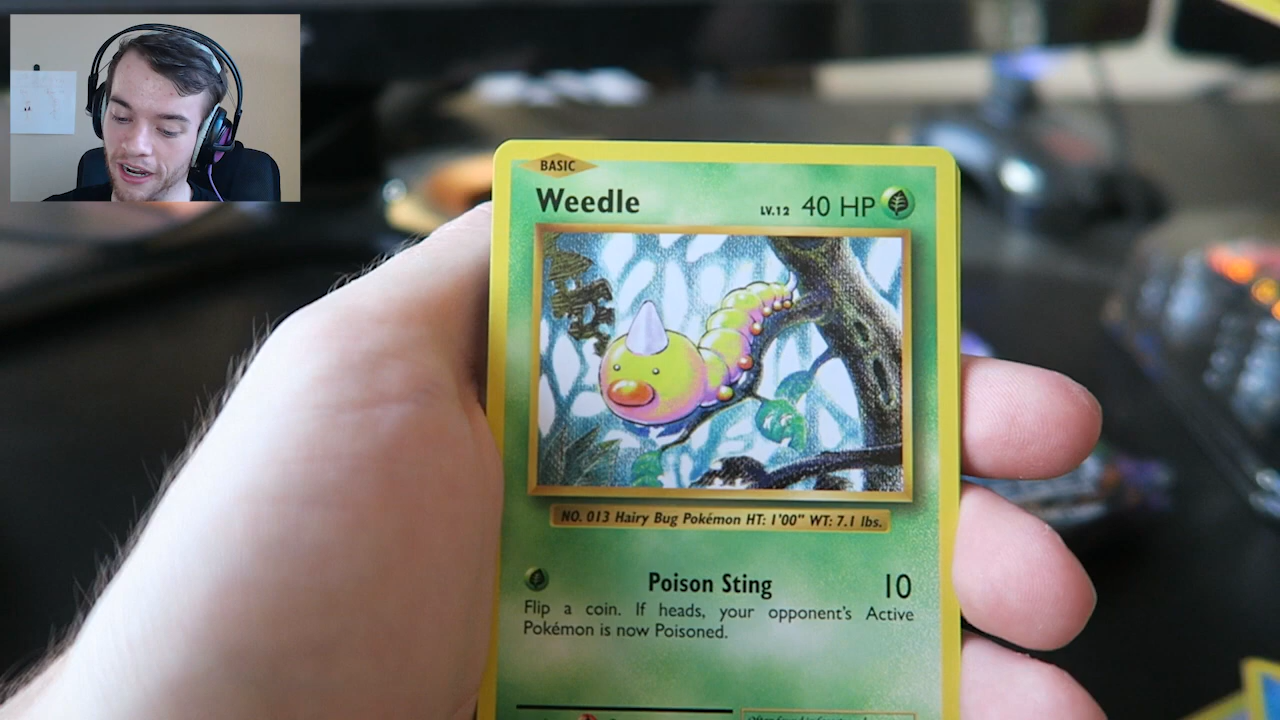 BASIC
Weedle LV.12 40 HP
NO. 013 Hairy Bug Pokémon HT: 1'00" WT: 7.1 lbs.
Poison Sting 10
Flip a coin. If heads, your opponent's Active
Pokémon is now Poisoned.